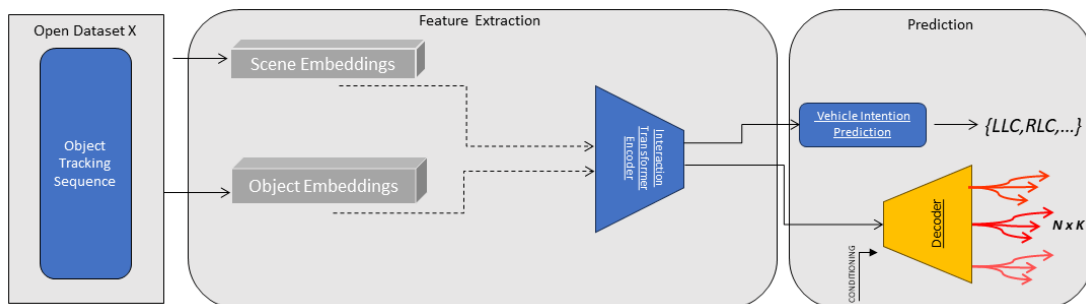 Open Dataset X
Object
Tracking
Sequence
Feature Extraction
Scene Embeddings
Object Embeddings
Interaction
Transformer
Encoder
Prediction
Vehicle Intention
Prediction
{LLC,RLC,...}
Decoder
N x K
CONDITIONING